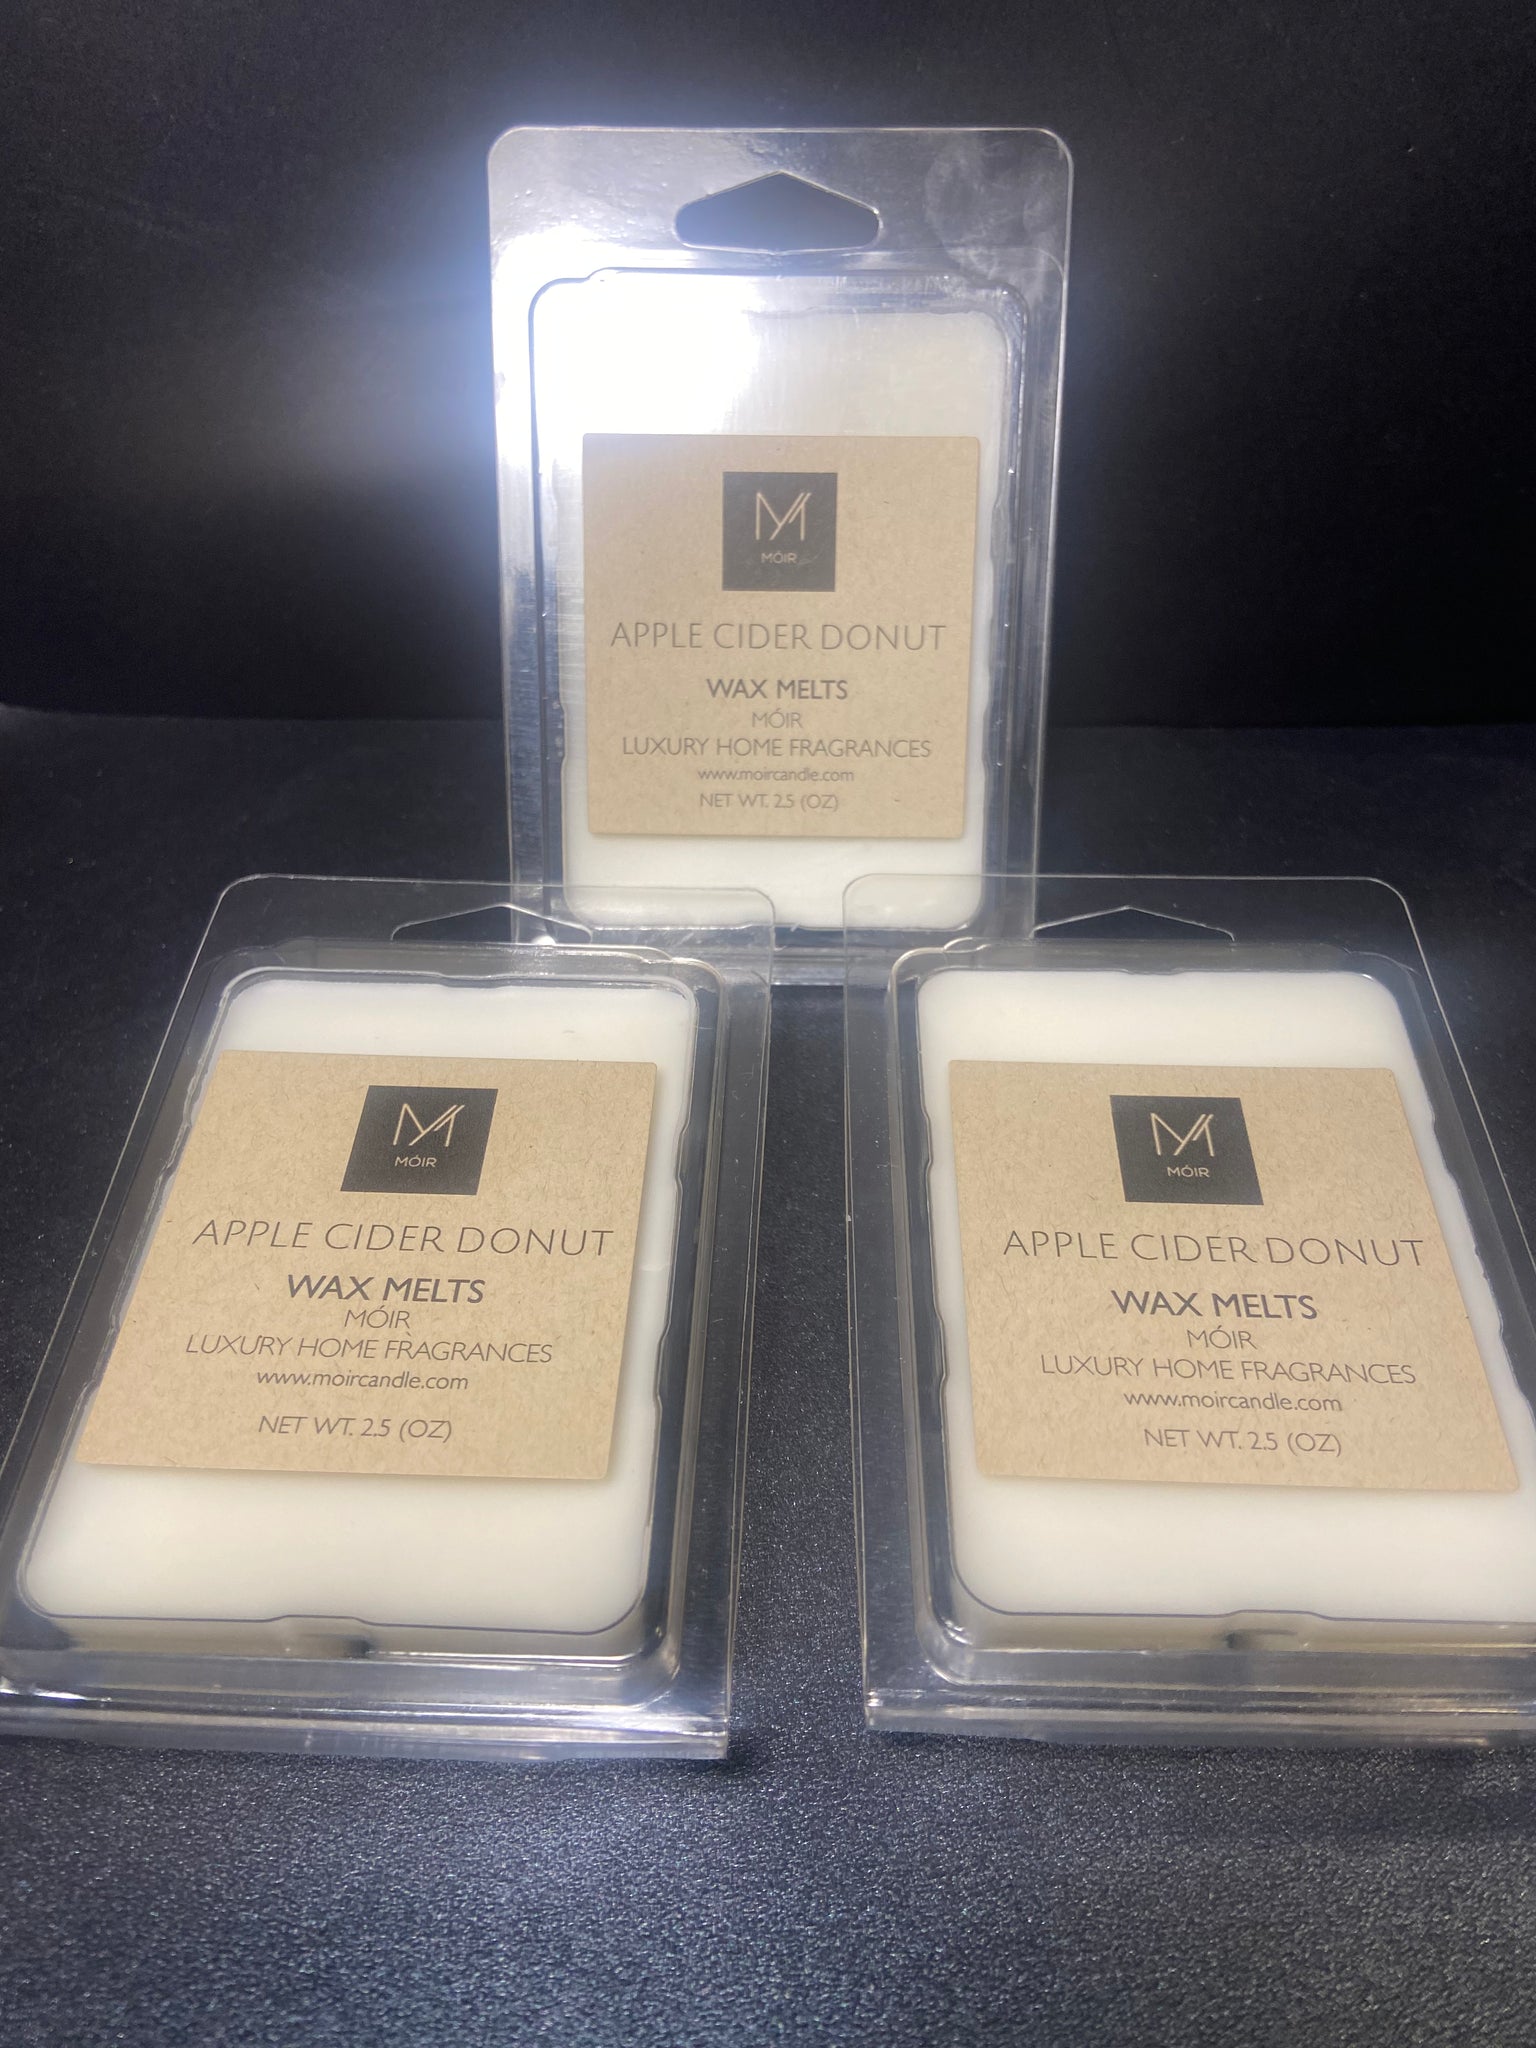 MÓIR
APPLE CIDER DONUT
WAX MELTS
MÓIR
LUXURY HOME FRAGRANCES
www.moircandle.com
NET WT. 2.5 (OZ)
MÓIR
APPLE CIDER DONUT
WAX MELTS
MÓIR
LUXURY HOME FRAGRANCES
www.moircandle.com
NET WT. 2.5 (OZ)
MÓIR
APPLE CIDER DONUT
WAX MELTS
MÓIR
LUXURY HOME FRAGRANCES
www.moircandle.com
NET WT. 2.5 (OZ)